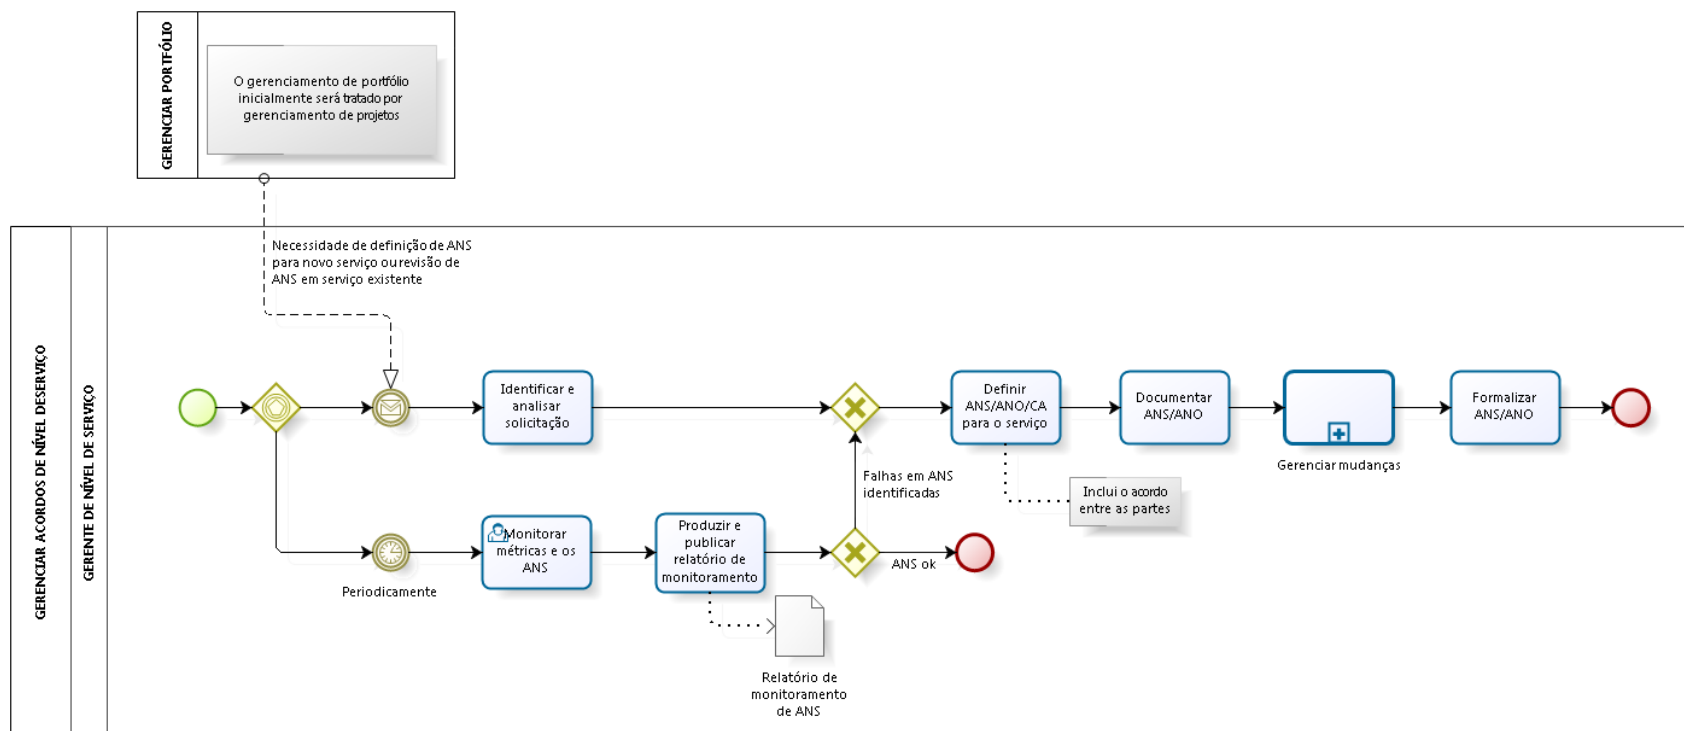 GERENCIAR PORTFÓLIO
O gerenciamento de portfólio
inicialmente será tratado por
gerenciamento de projetos
GERENCIAR ACORDOS DE NÍVEL DESERVIÇO
GERENTE DE NÍVEL DE SERVIÇO
Necessidade de definição de ANS
para novo serviço ou revisão de
ANS em serviço existente
Identificar e
analisar
solicitação
Definir
ANS/ANO/CA
para o serviço
Documentar
ANS/ANO
Gerenciar mudanças
Formalizar
ANS/ANO
Falhas em ANS
identificadas
Inclui o acordo
entre as partes
Periodicamente
Monitorar
métricas e os
ANS
Produzir e
publicar
relatório de
monitoramento
ANS ok
Relatório de
monitoramento
de ANS